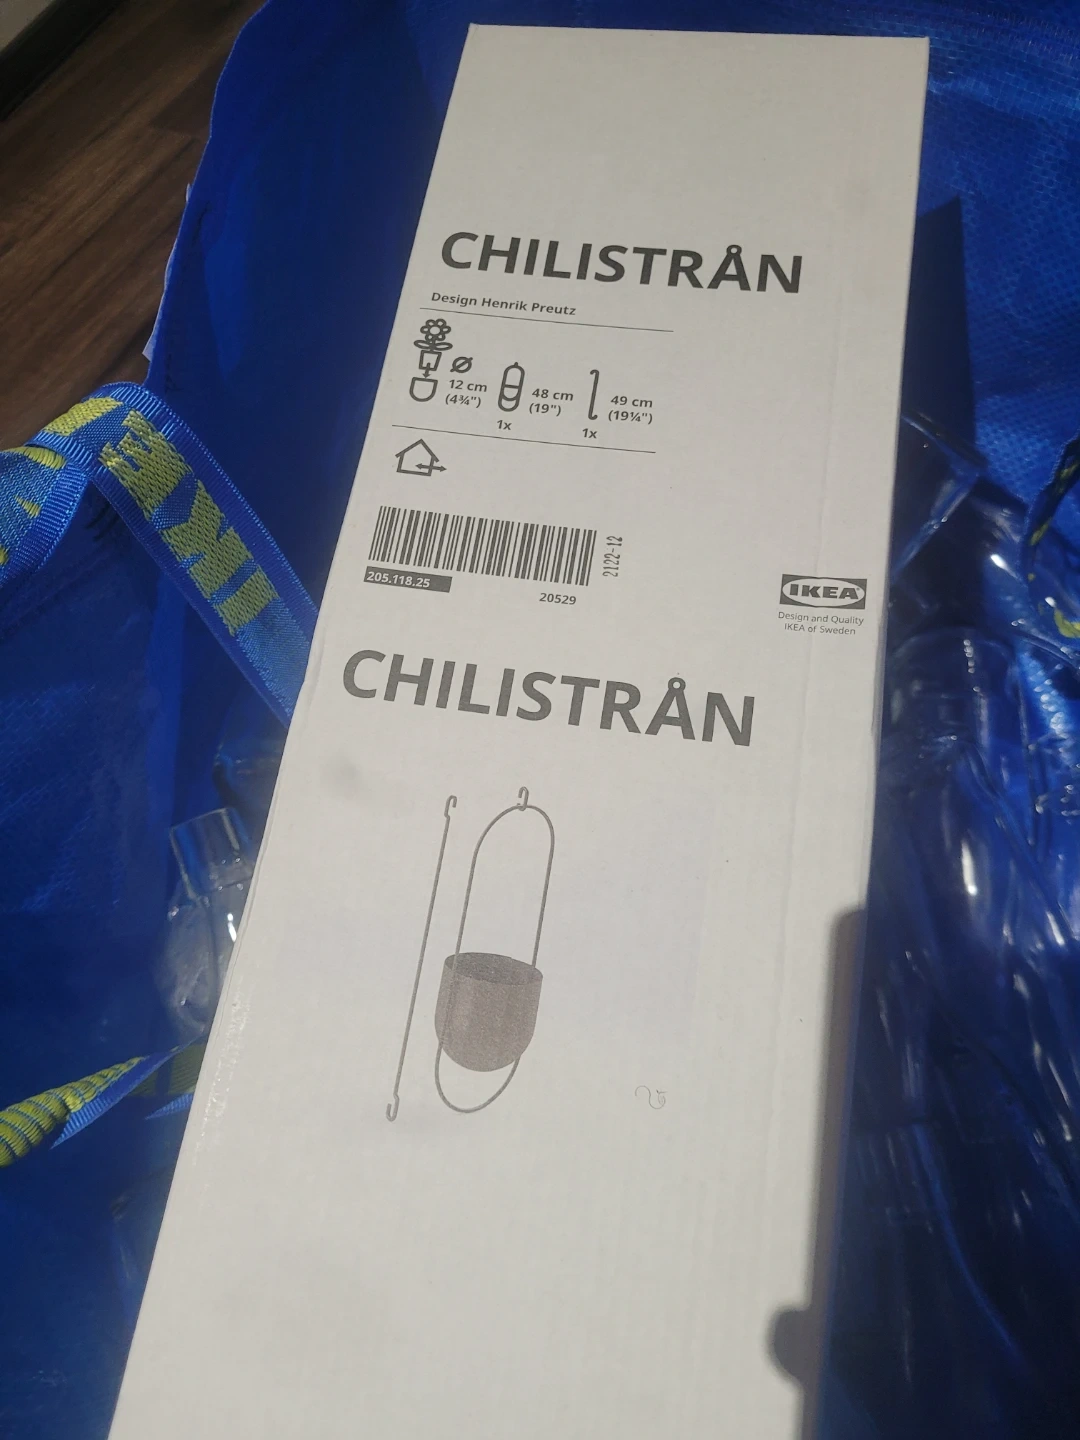 CHILISTRÅN
Design Henrik Preutz
Ø
12 cm
(4¾")
48 cm
(19")
1x
49 cm
(19¼")
1x
2122-12
205.118.25
20529
IKEA
Design and Quality
IKEA of Sweden
CHILISTRÅN
IKEA